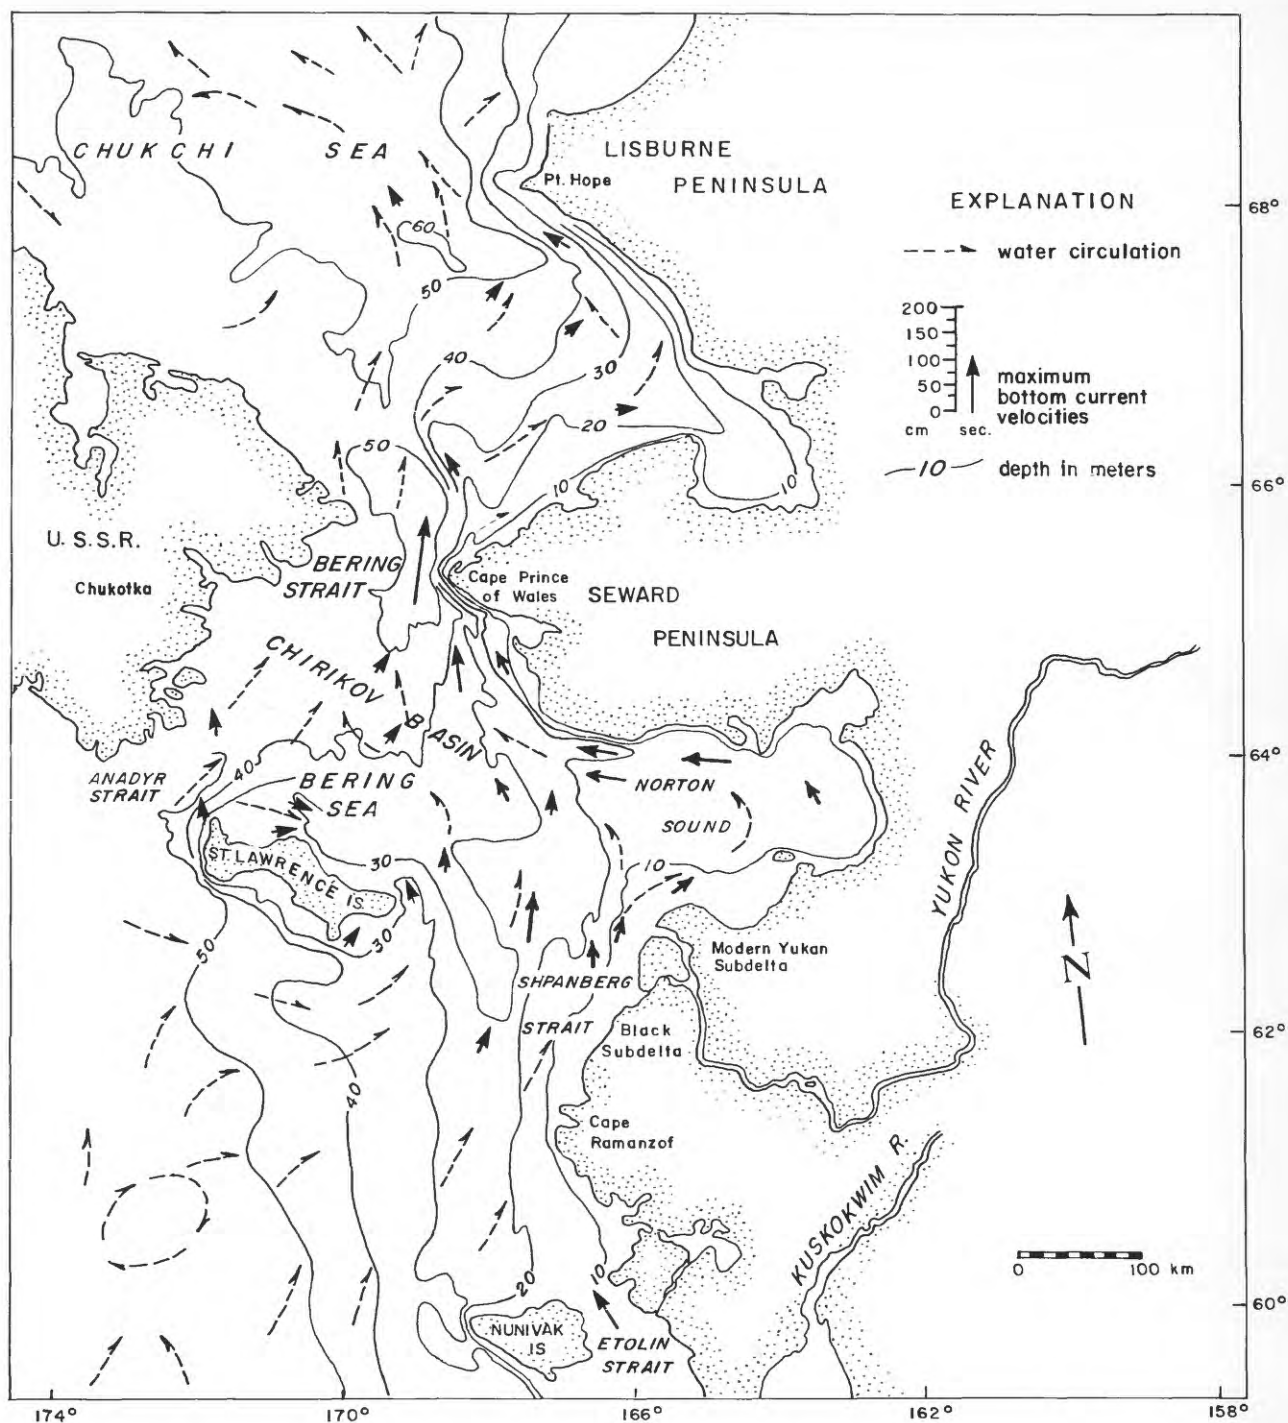 CHUKCHI SEA
LISBURNE
PENINSULA
Pt. Hope
EXPLANATION
water circulation
200
150
100
50
0
cm sec.
maximum
bottom current
velocities
10 depth in meters
68°
66°
64°
62°
60°
60
50
40
30
20
50
10
10
U.S.S.R.
Chukotka
BERING
STRAIT
Cape Prince
of Wales
SEWARD
PENINSULA
CHIRIKOV
BASIN
ANADYR
STRAIT
40
BERING
SEA
NORTON
SOUND
ST. LAWRENCE IS.
30
10
30
50
YUKON RIVER
Modern Yukan
Subdelta
SHPANBERG
STRAIT
Black
Subdelta
N
40
Cape
Ramanzof
KUSKOKWIM R.
20
10
NUNIVAK
IS
ETOLIN
STRAIT
0 100 km
174° 170° 166° 162° 158°